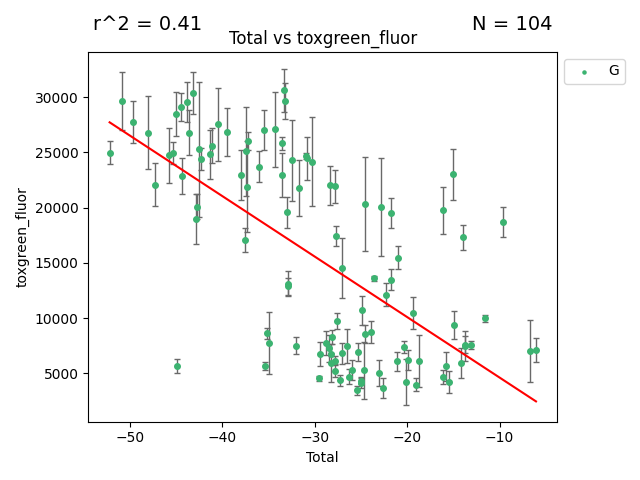 r^2 = 0.41
N = 104
Total vs toxgreen_fluor
G
30000
25000
20000
15000
10000
5000
toxgreen_fluor
−50
−40
−30
−20
−10
Total